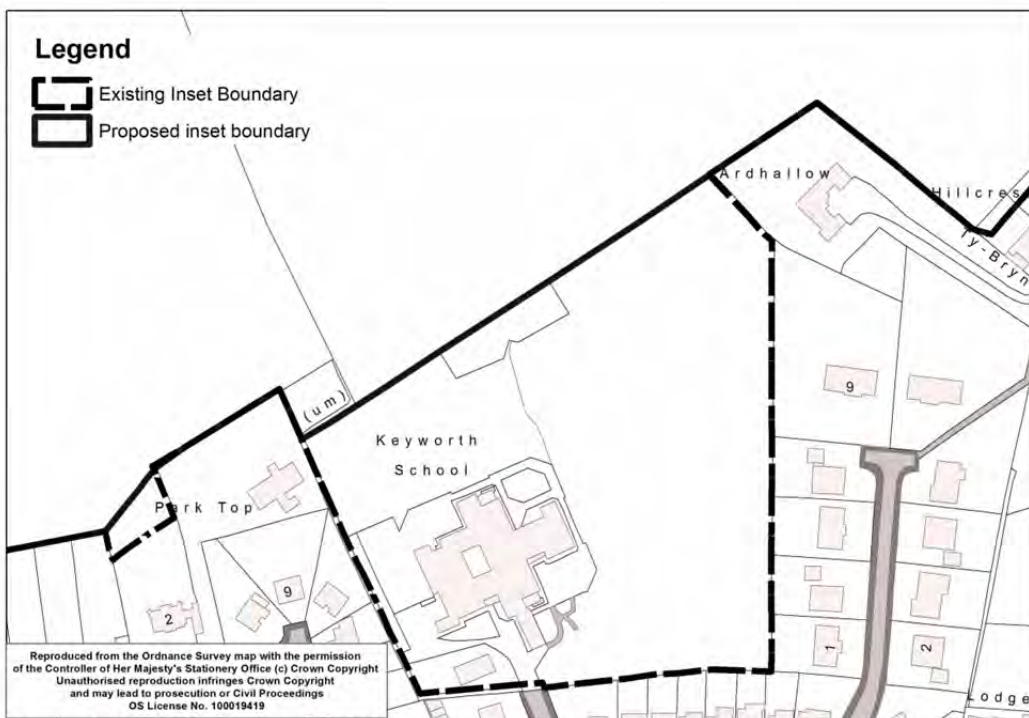 Legend
Existing Inset Boundary
Proposed inset boundary
Ardhallow
Hillcres
Ty-Bryn
(um)
Keyworth
School
9
Park Top
9
2
1
2
Lodge
Reproduced from the Ordnance Survey map with the permission
of the Controller of Her Majesty's Stationery Office (c) Crown Copyright
Unauthorised reproduction infringes Crown Copyright
and may lead to prosecution or Civil Proceedings
OS License No. 100019419